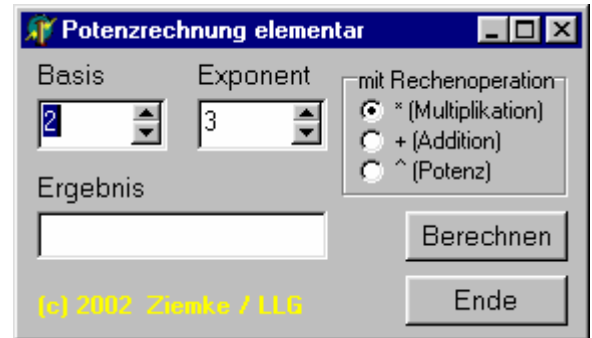 Potenzrechnung elementar
Basis
Exponent
mit Rechenoperation
2
3
* (Multiplikation)
+ (Addition)
^ (Potenz)
Ergebnis
Berechnen
(c) 2002 Ziemke / LLG
Ende